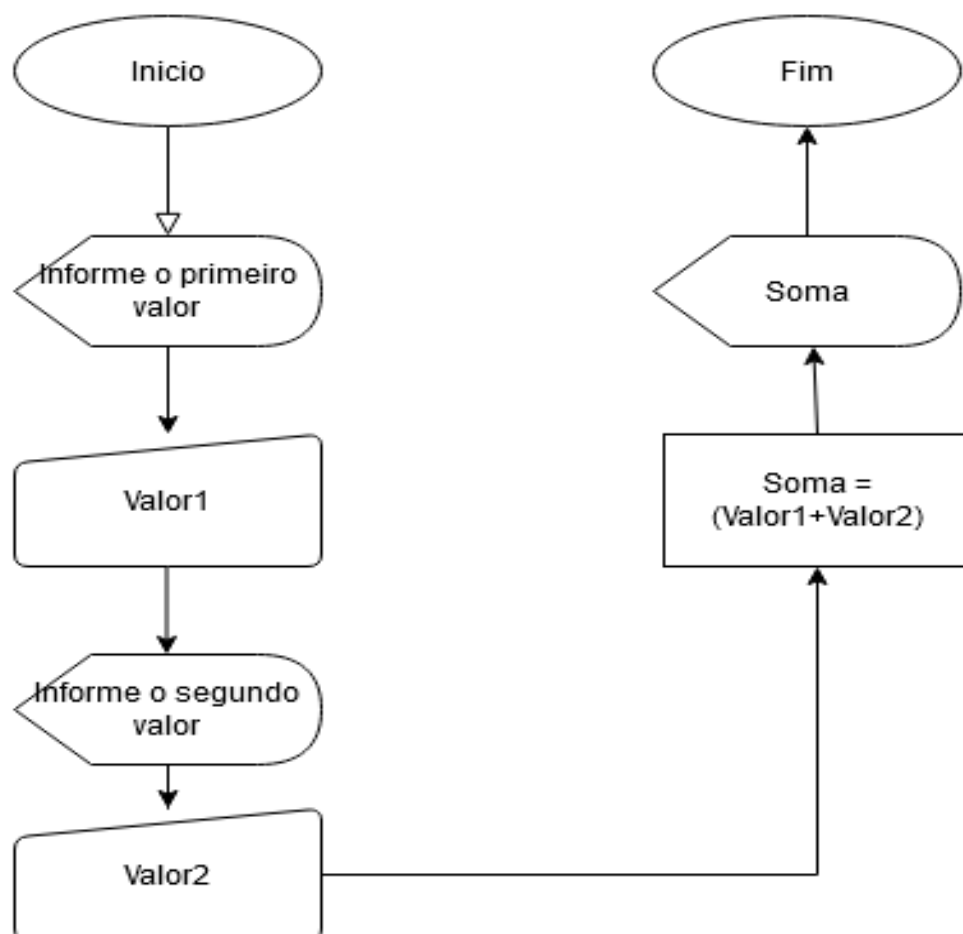 Inicio
Informe o primeiro
valor
Valor1
Informe o segundo
valor
Valor2
Soma =
(Valor1+Valor2)
Soma
Fim